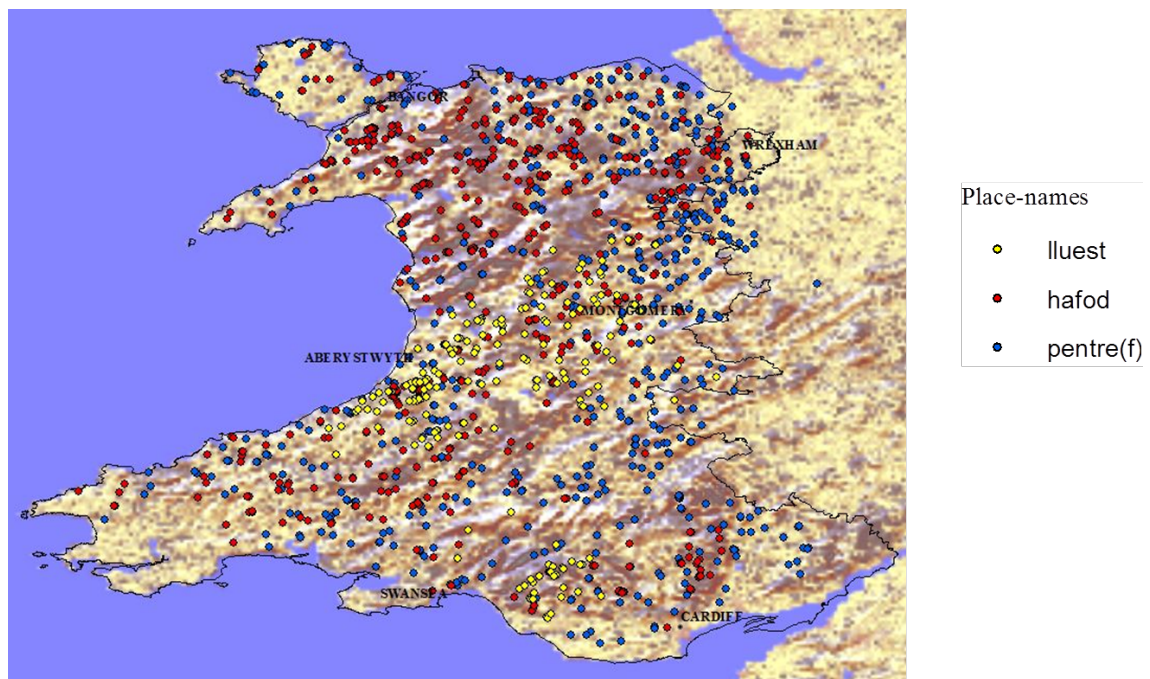 BANGOR
WREXHAM
MONTGOMERY
ABERYSTWYTH
SWANSEA
CARDIFF
Place-names
lluest
hafod
pentre(f)